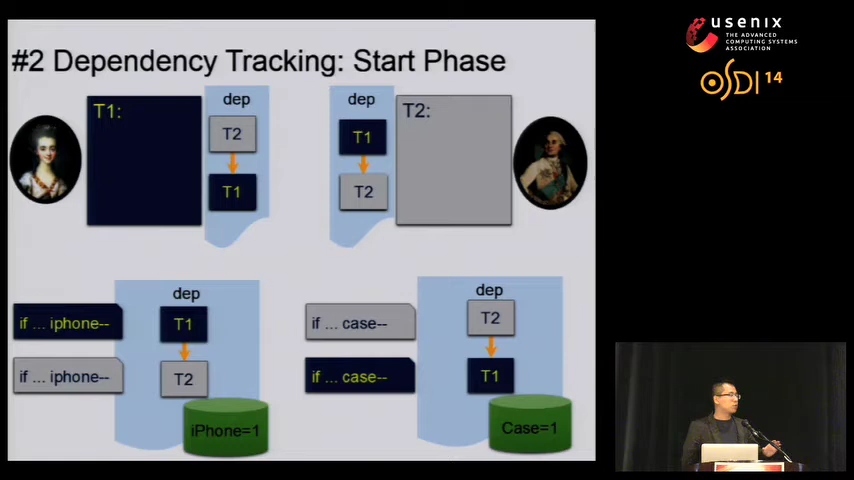 usenix
THE ADVANCED
COMPUTING SYSTEMS
ASSOCIATION
OSDI 14
#2 Dependency Tracking: Start Phase
T1:
dep
T2
T1
dep
T1
T2
T2:
if ... iphone--
if ... iphone--
dep
T1
T2
iPhone=1
if ... case--
if ... case--
dep
T2
T1
Case=1